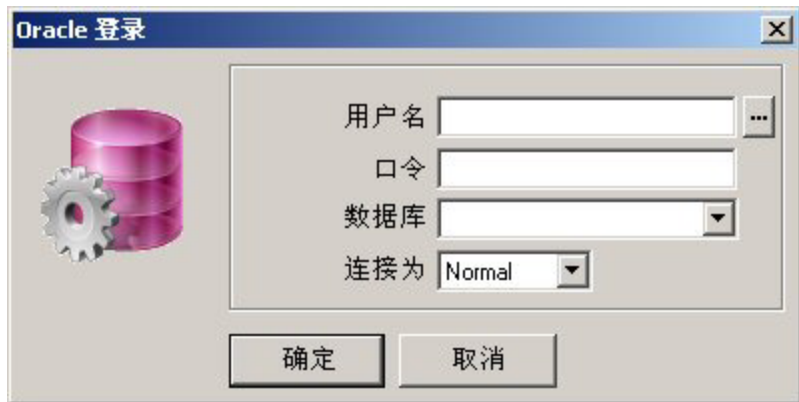 Oracle 登录
用户名
...
口令
数据库
连接为 Normal
确定 取消